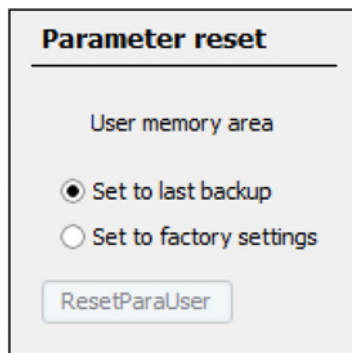 Parameter reset
User memory area
Set to last backup
Set to factory settings
ResetParaUser